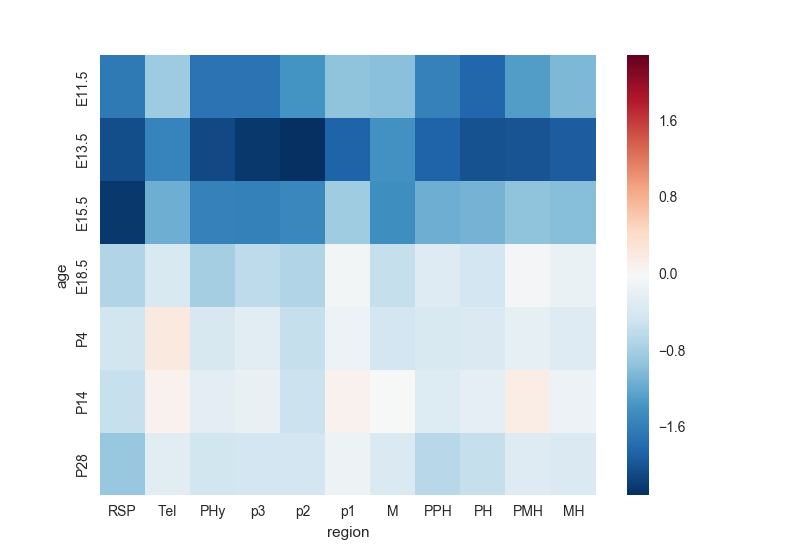 age
E11.5
E13.5
E15.5
E18.5
P4
P14
P28
RSP Tel PHy p3 p2 p1 M PPH PH PMH MH
region
1.6
0.8
0.0
−0.8
−1.6